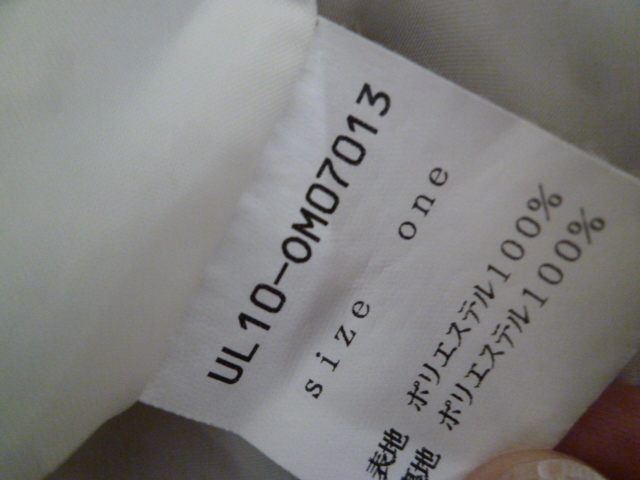 UL10-0M07013
size one
表地 ポリエステル100%
裏地 ポリエステル100%